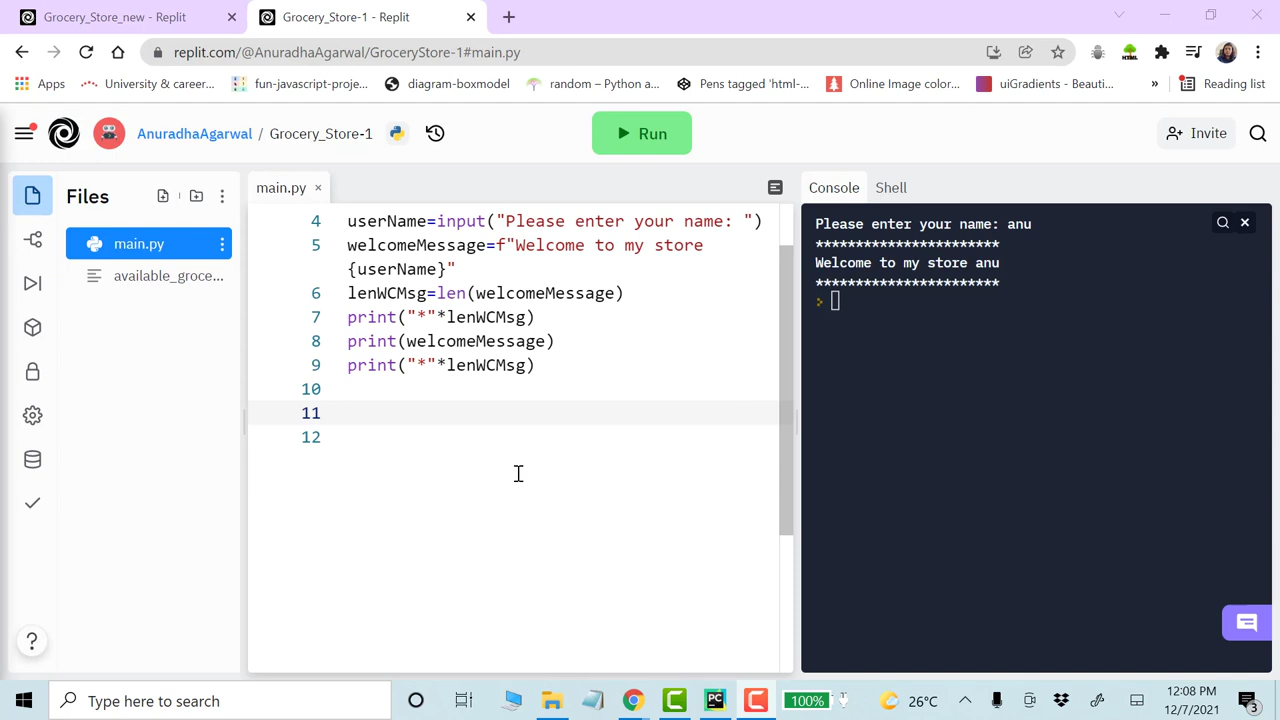 Grocery_Store_new - Replit
Grocery_Store-1 - Replit
replit.com/@AnuradhaAgarwal/GroceryStore-1#main.py
Apps
University & career...
fun-javascript-proje...
diagram-boxmodel
random – Python a...
Pens tagged 'html-...
Online Image color...
uiGradients - Beauti...
»
Reading list
AnuradhaAgarwal / Grocery_Store-1
Run
Invite
Files
main.py
available_groce...
main.py
4 userName=input("Please enter your name: ")
5 welcomeMessage=f"Welcome to my store
{userName}"
6 lenWCMsg=len(welcomeMessage)
7 print("*"*lenWCMsg)
8 print(welcomeMessage)
9 print("*"*lenWCMsg)
10
11
12
Console
Shell
Please enter your name: anu
***********************
Welcome to my store anu
***********************
?
Type here to search
PC
100%
26°C
12:08 PM
12/7/2021
3